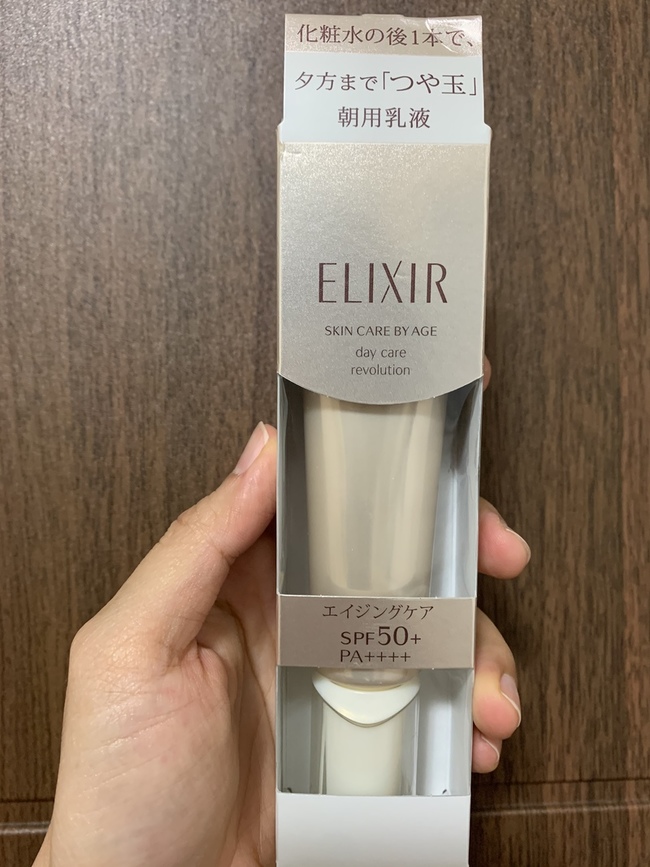 化粧水の後1本で、
夕方まで「つや玉」
朝用乳液
ELIXIR
SKIN CARE BY AGE
day care
revolution
エイジングケア
SPF50+
PA++++